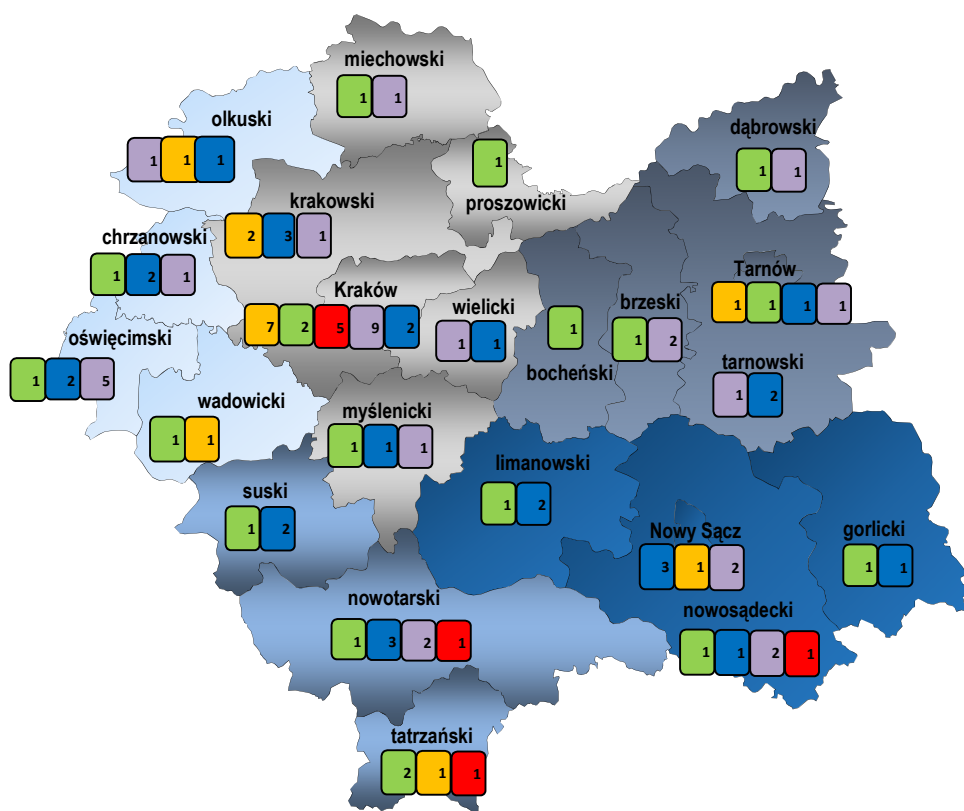 miechowski
1 1
olkuski
1 1 1
dąbrowski
1 1
1
proszowicki
krakowski
2 3 1
chrzanowski
1 2 1
Kraków
7 2 5 9 2
wielicki
1 1
1
bocheński
brzeski
1 2
Tarnów
1 1 1 1
oświęcimski
1 2 5
tarnowski
1 2
wadowicki
1 1
myślenicki
1 1 1
limanowski
1 2
suski
1 2
Nowy Sącz
3 1 2
gorlicki
1 1
nowotarski
1 3 2 1
nowosądecki
1 1 2 1
tatrzański
2 1 1